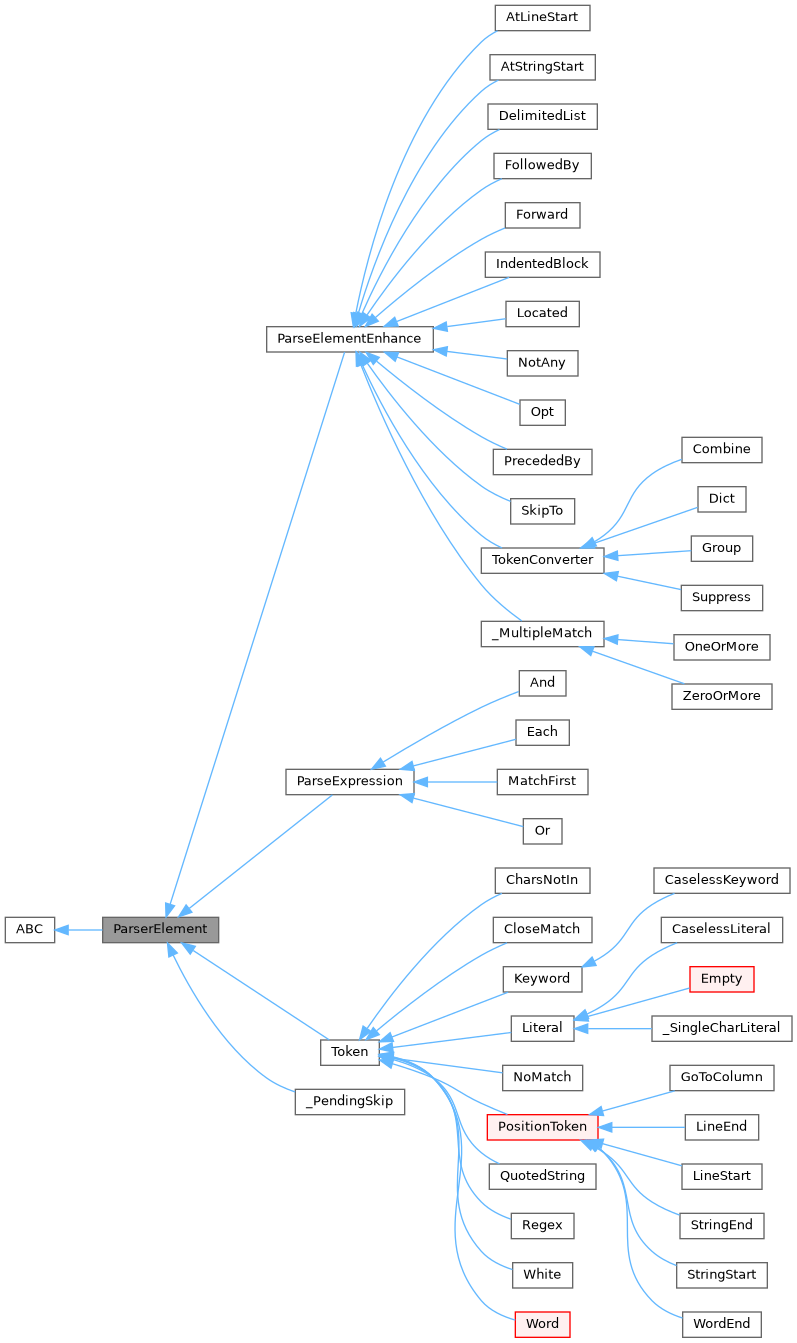 AtLineStart
AtStringStart
DelimitedList
FollowedBy
Forward
IndentedBlock
Located
ParseElementEnhance
NotAny
Opt
Combine
PrecededBy
Dict
SkipTo
Group
TokenConverter
Suppress
_MultipleMatch
OneOrMore
And
ZeroOrMore
Each
ParseExpression
MatchFirst
Or
CharsNotIn
CaselessKeyword
ABC
ParserElement
CloseMatch
CaselessLiteral
Keyword
Empty
Literal
_SingleCharLiteral
Token
NoMatch
GoToColumn
_PendingSkip
PositionToken
LineEnd
QuotedString
LineStart
Regex
StringEnd
White
StringStart
Word
WordEnd